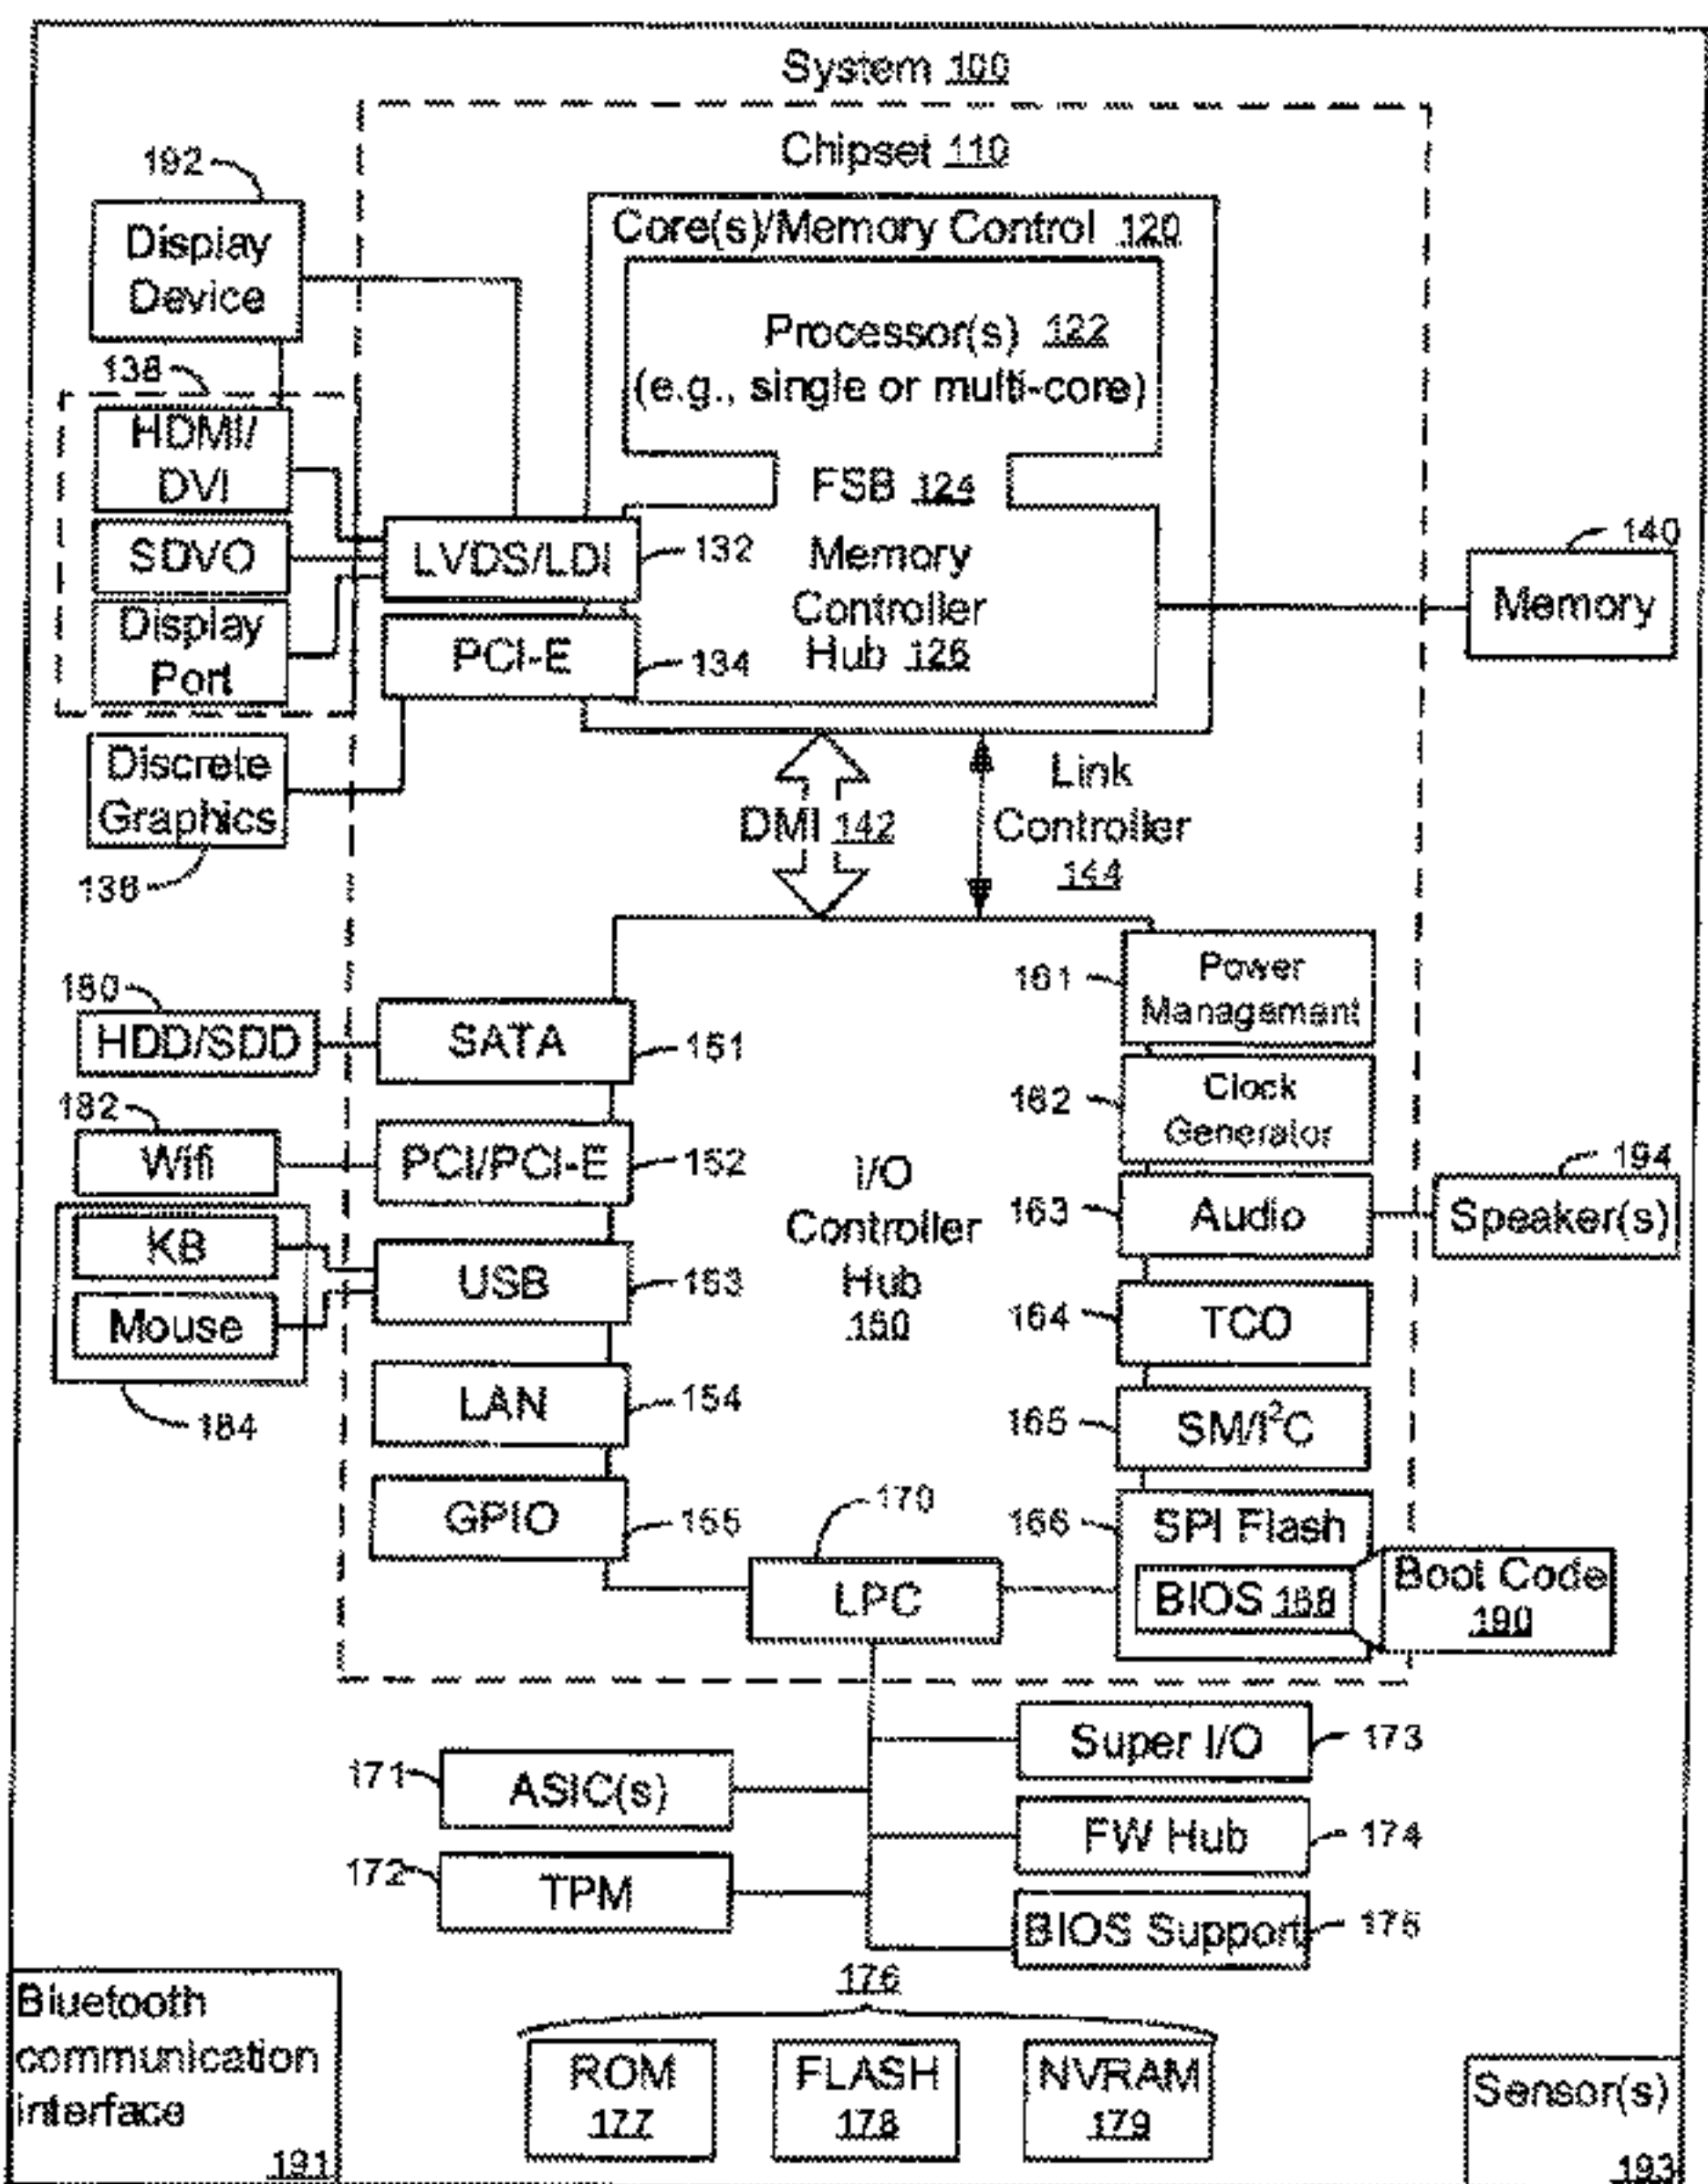 System 100
Chipset 110
192
Display
Device
Core(s)/Memory Control 120
Processor(s) 122
(e.g., single or multi-core)
138
HDMI/
DVI
SDVO
Display
Port
FSB 124
LVDS/LDI
132
Memory
Controller
Hub 126
PCI-E
134
140
Memory
Discrete
Graphics
136
DMI 142
Link
Controller
144
180
HDD/SDD
SATA
151
182
Wifi
PCI/PCI-E
152
KB
Mouse
184
USB
153
LAN
154
GPIO
155
I/O
Controller
Hub
150
161
Power
Managamant
162
Clock
Generator
163
Audio
194
Speaker(s)
164
TCO
165
SM/I²C
166
SPI Flash
BIOS 168
Boot Code
190
170
LPC
171
ASIC(s)
172
TPM
Super I/O
173
FW Hub
174
BIOS Support
175
176
ROM
177
FLASH
178
NVRAM
179
Bluetooth
communication
interface
191
Sensor(s)
193